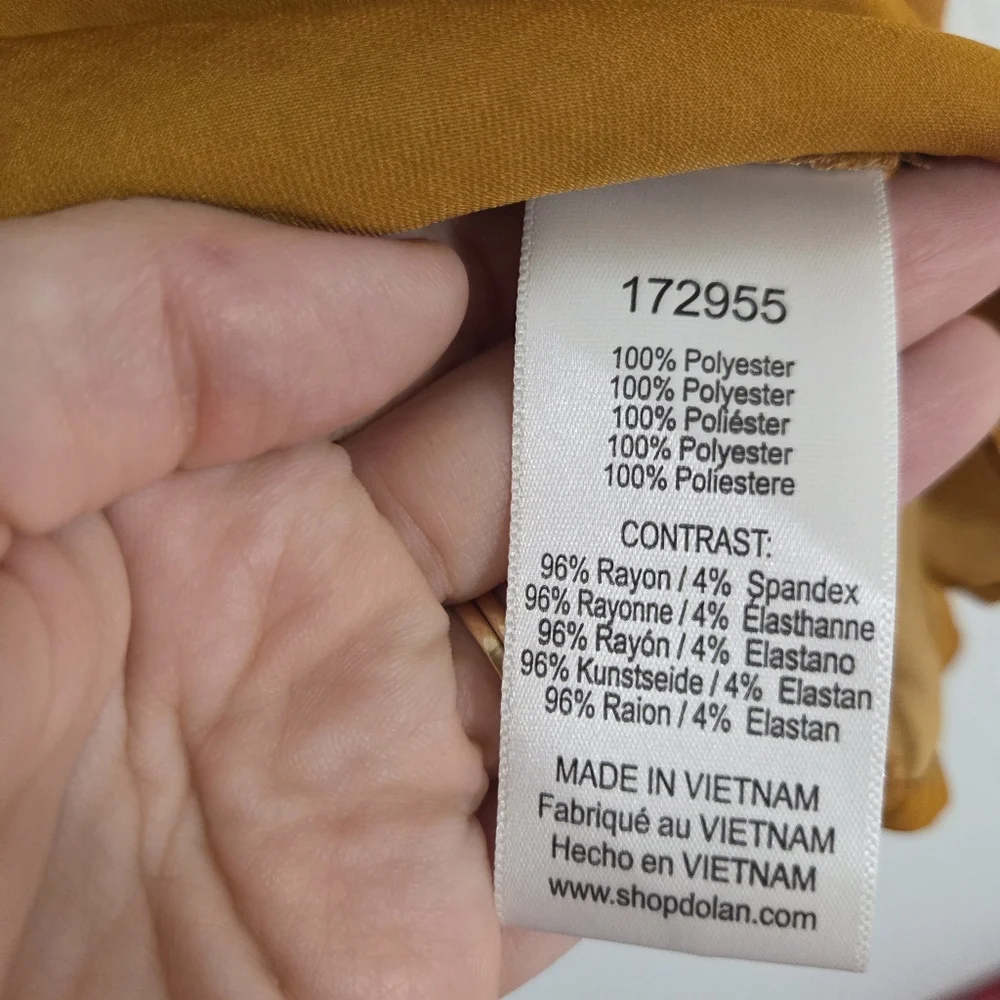 172955
100% Polyester
100% Polyester
100% Poliéster
100% Polyester
100% Poliestere
CONTRAST:
96% Rayon / 4% Spandex
96% Rayonne / 4% Élasthanne
96% Rayón / 4% Elastano
96% Kunstseide / 4% Elastan
96% Raion / 4% Elastan
MADE IN VIETNAM
Fabriqué au VIETNAM
Hecho en VIETNAM
www.shopdolan.com